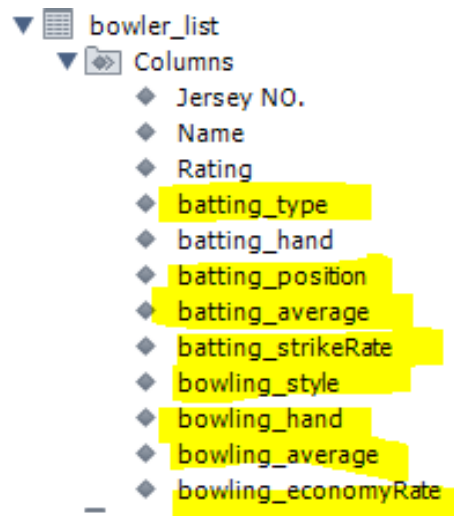 bowler_list
Columns
Jersey NO.
Name
Rating
batting_type
batting_hand
batting_position
batting_average
batting_strikeRate
bowling_style
bowling_hand
bowling_average
bowling_economyRate